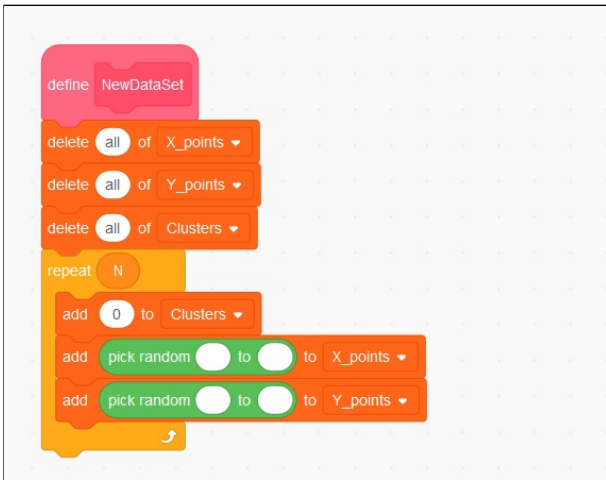 define NewDataSet
delete all of X_points
delete all of Y_points
delete all of Clusters
repeat N
add 0 to Clusters
add pick random to to X_points
add pick random to to Y_points